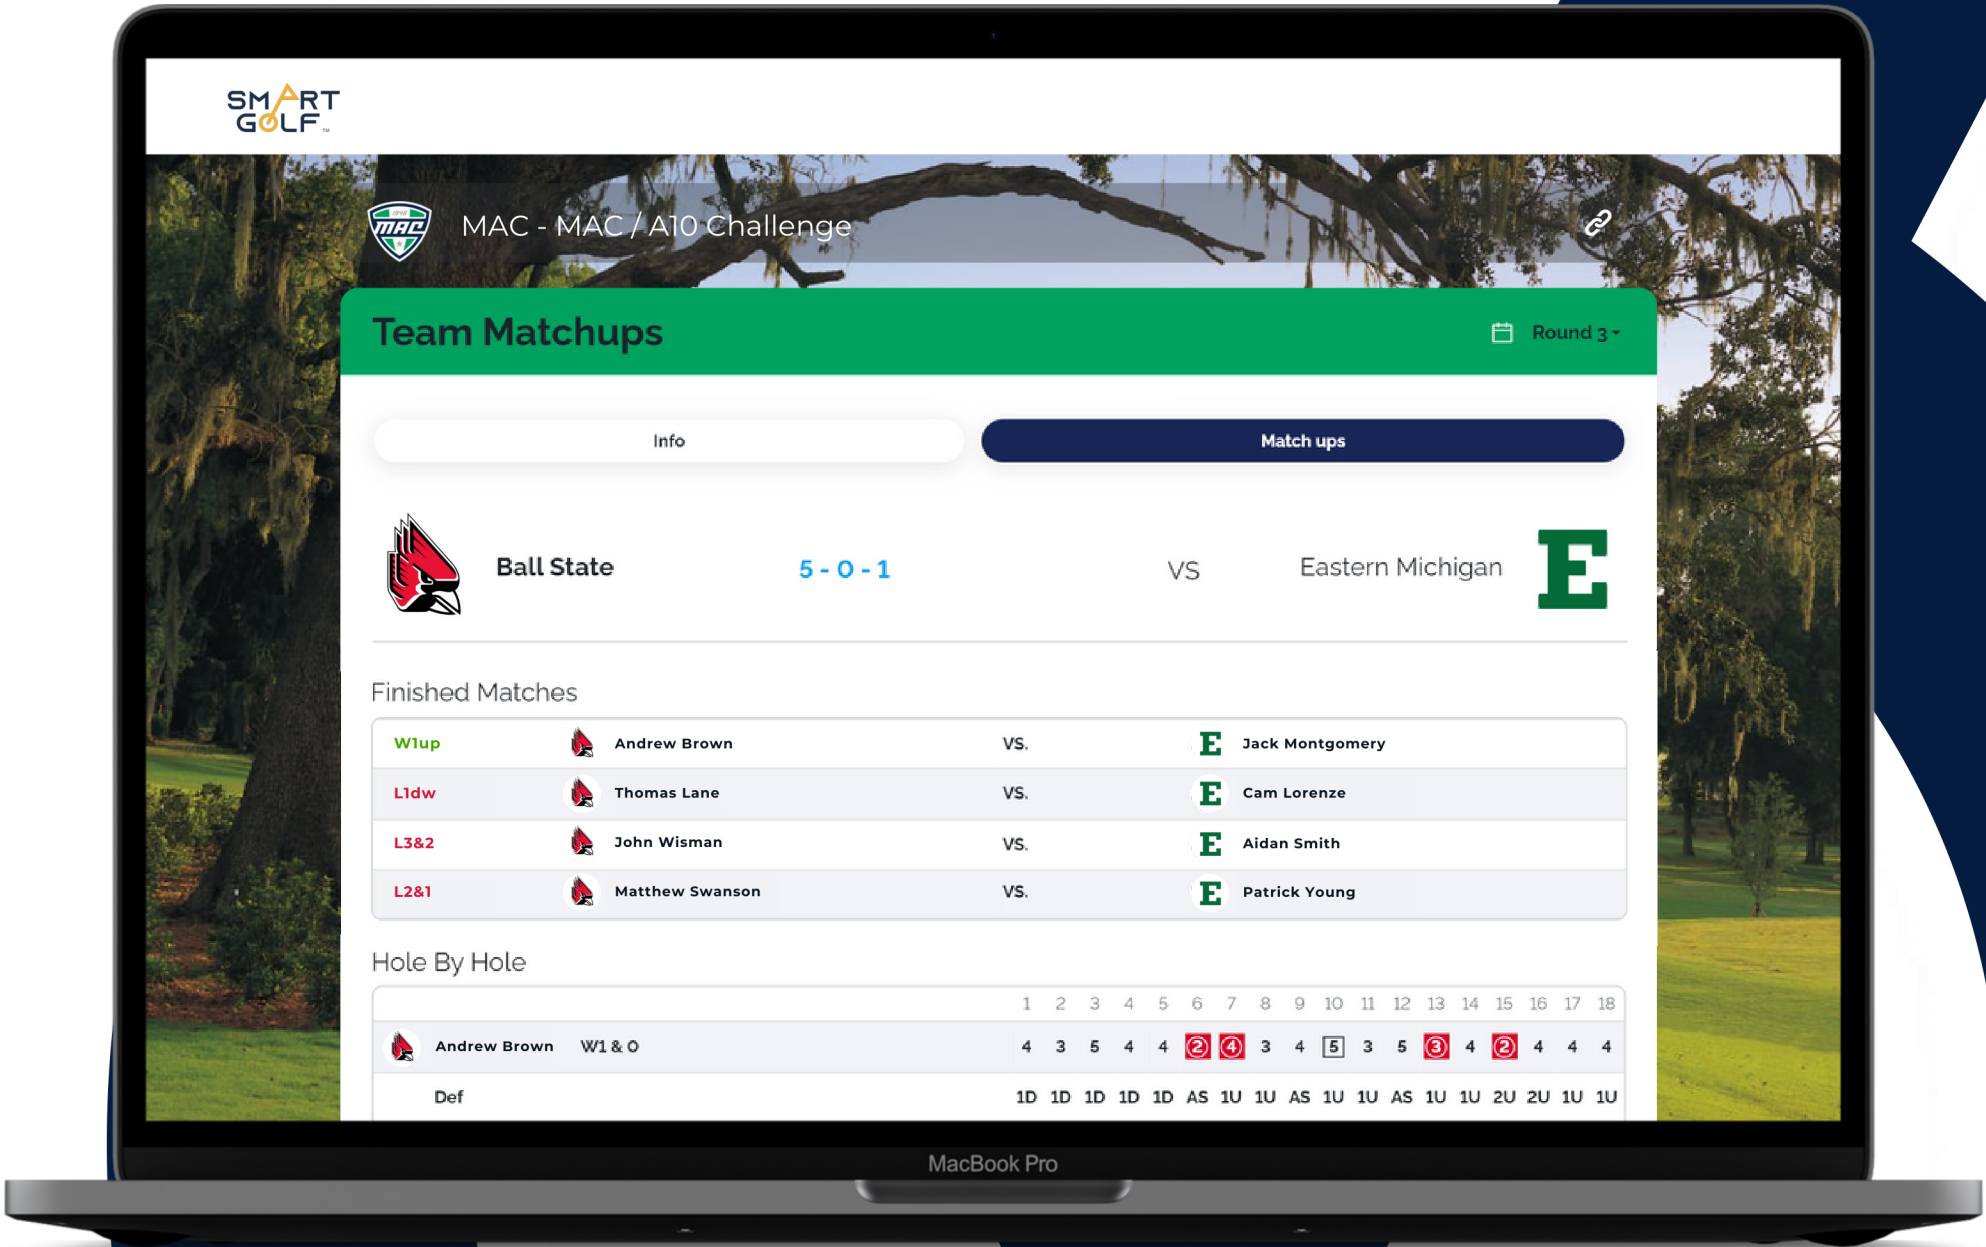 SMART
GOLF ™
MAC
MAC - MAC / A10 Challenge
Team Matchups
Round 3
Info
Match ups
Ball State
5 - 0 - 1
VS
Eastern Michigan
E
Finished Matches
W1up Andrew Brown VS. E Jack Montgomery
L1dw Thomas Lane VS. E Cam Lorenze
L3&2 John Wisman VS. E Aidan Smith
L2&1 Matthew Swanson VS. E Patrick Young
Hole By Hole
1 2 3 4 5 6 7 8 9 10 11 12 13 14 15 16 17 18
Andrew Brown W1 & 0 4 3 5 4 4 2 4 3 4 5 3 5 3 4 2 4 4 4
Def 1D 1D 1D 1D 1D AS 1U 1U AS 1U 1U AS 1U 1U 2U 2U 1U 1U
MacBook Pro